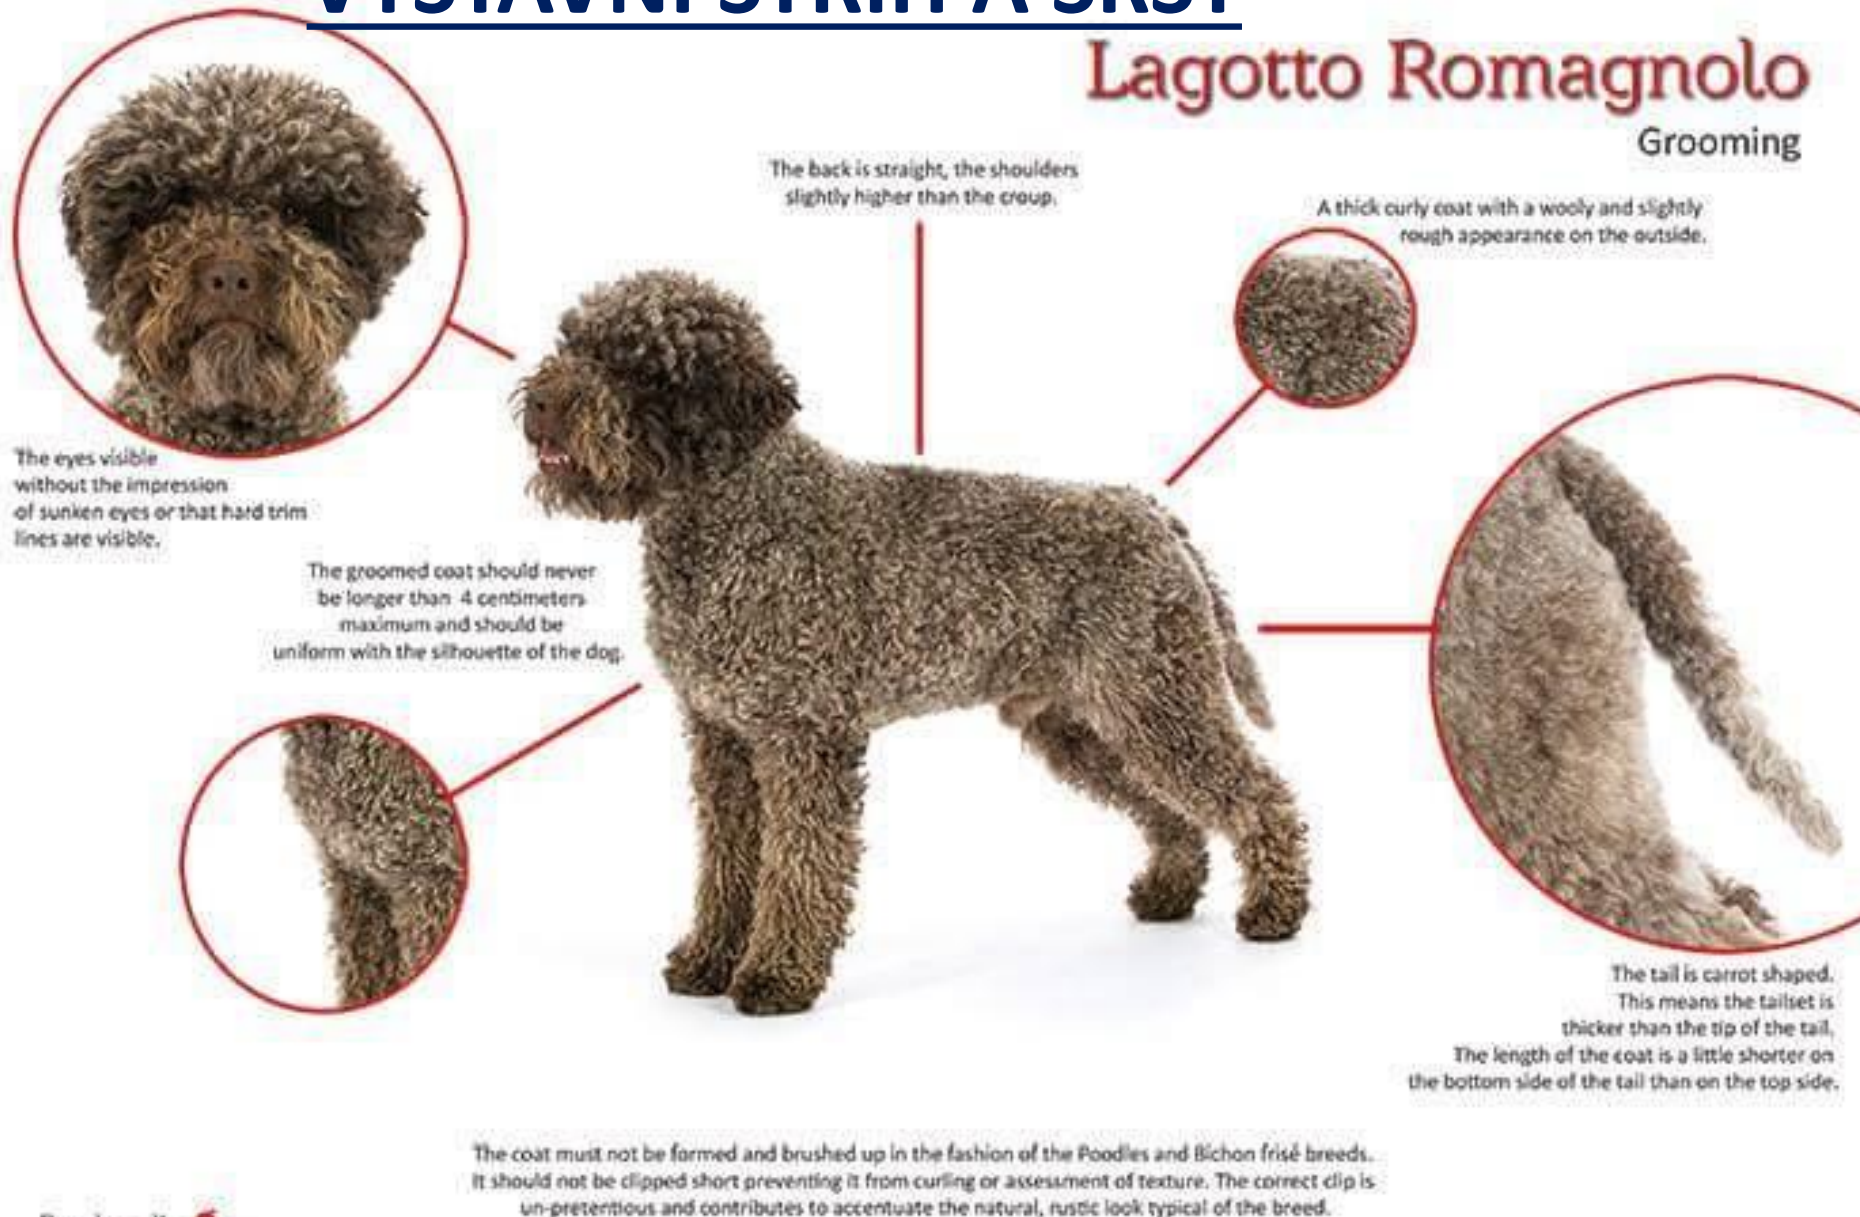 VÝSTAVNÍ STŘIH A SRST
Lagotto Romagnolo
Grooming
The back is straight, the shoulders
slightly higher than the croup.
A thick curly coat with a wooly and slightly
rough appearance on the outside.
The eyes visible
without the impression
of sunken eyes or that hard trim
lines are visible.
The groomed coat should never
be longer than 4 centimeters
maximum and should be
uniform with the silhouette of the dog.
The tail is carrot shaped.
This means the tailset is
thicker than the tip of the tail.
The length of the coat is a little shorter on
the bottom side of the tail than on the top side.
The coat must not be formed and brushed up in the fashion of the Poodles and Bichon frisé breeds.
It should not be clipped short preventing it from curling or assessment of texture. The correct clip is
un-pretentious and contributes to accentuate the natural, rustic look typical of the breed.